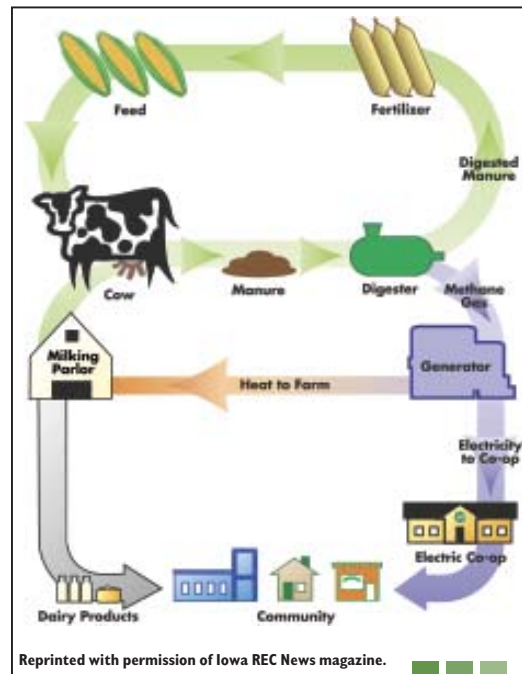 Feed
Fertilizer
Digested
Manure
Cow
Manure
Digester
Methane
Gas
Milking
Parlor
Heat to Farm
Generator
Electricity
to Co-op
Electric Co-op
Dairy Products
Community
Reprinted with permission of Iowa REC News magazine.